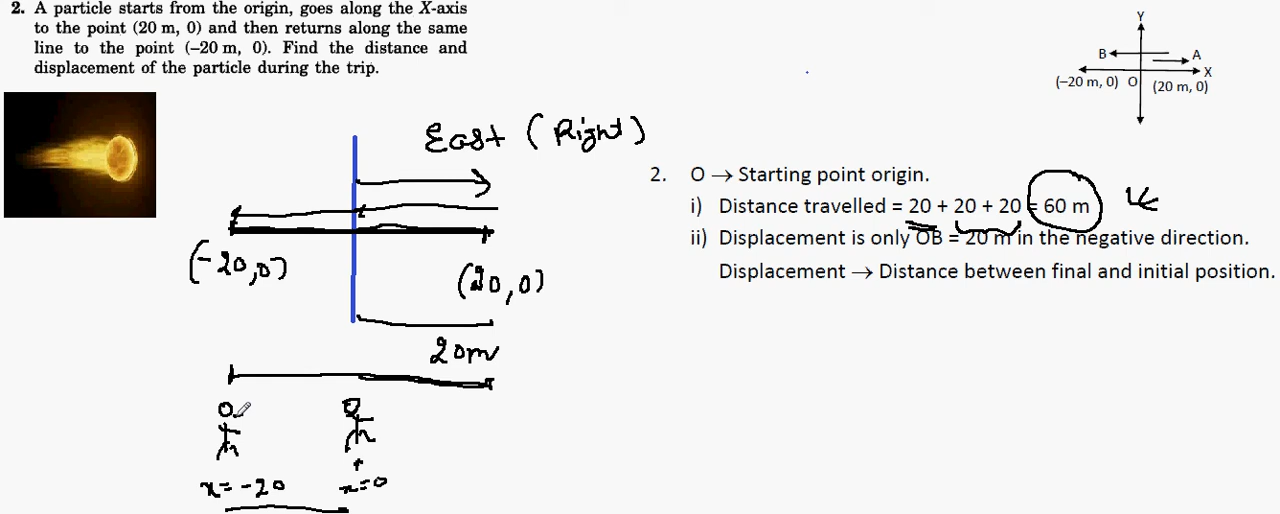 2. A particle starts from the origin, goes along the X-axis
to the point (20 m, 0) and then returns along the same
line to the point (–20 m, 0). Find the distance and
displacement of the particle during the trip.
Y
B
A
X
(−20 m, 0) O (20 m, 0)
East (Right)
(-20,0)
(20,0)
20m
x=-20
x=0
2. O → Starting point origin.
i) Distance travelled = 20 + 20 + 20 = 60 m
ii) Displacement is only OB = 20 m in the negative direction.
Displacement → Distance between final and initial position.